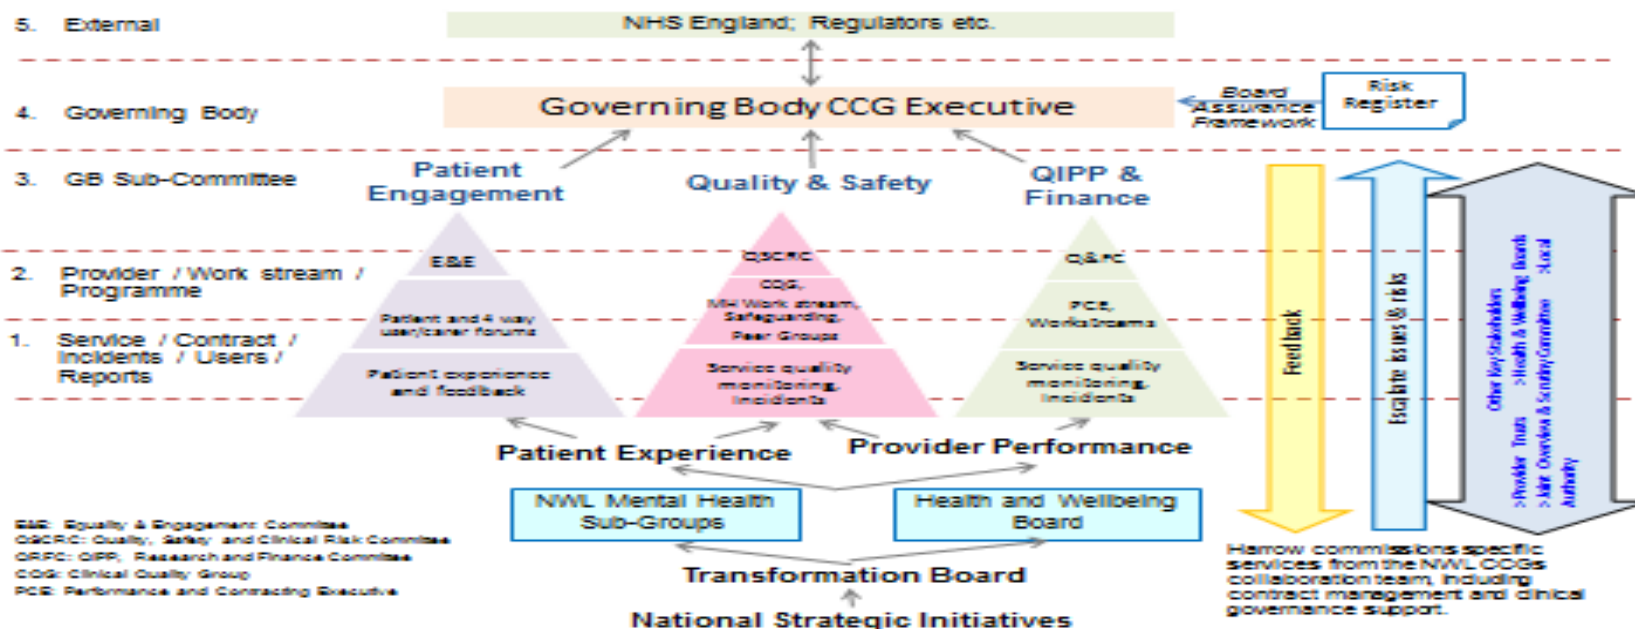 5. External
NHS England; Regulators etc.
4. Governing Body
Governing Body CCG Executive
Board
Assurance
Framework
Risk
Register
3. GB Sub-Committee
Patient
Engagement
Quality & Safety
QIPP &
Finance
2. Provider / Work stream /
Programme
1. Service / Contract /
Incidents / Users /
Reports
E&E
Patient and 4 way
user/carer forums
Patient experience
and feedback
QSCRC
CQG,
MH Work stream,
Safeguarding,
Peer Groups
Service quality
monitoring,
Incidents
Q&FC
PCE,
Workstreams
Service quality
monitoring,
Incidents
Feedback
Escalate issues & risks
Other Key Stakeholders
>Provider Trusts >Health & Wellbeing Boards
>Joint Overview & Scrutiny Committee >Local
Authority
Patient Experience
Provider Performance
NWL Mental Health
Sub-Groups
Health and Wellbeing
Board
Transformation Board
National Strategic Initiatives
E&E: Equality & Engagement Committee
QSCRC: Quality, Safety and Clinical Risk Committee
QRFC: QIPP, Research and Finance Committee
CQG: Clinical Quality Group
PCE: Performance and Contracting Executive
Harrow commissions specific
services from the NWL CCGs
collaboration team, including
contract management and clinical
governance support.